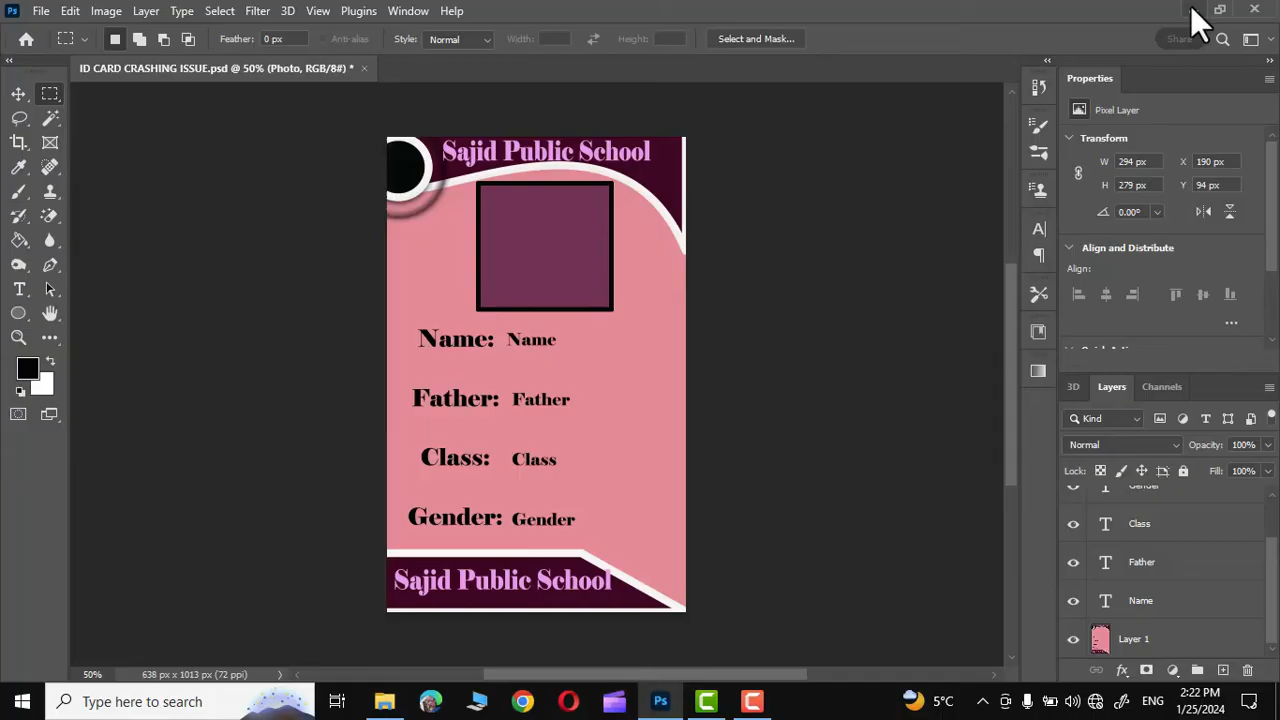 Ps File Edit Image Layer Type Select Filter 3D View Plugins Window Help
Feather: 0 px Anti-alias Style: Normal Width: Height: Select and Mask... Share
ID CARD CRASHING ISSUE.psd @ 50% (Photo, RGB/8#) *
Sajid Public School
Name: Name
Father: Father
Class: Class
Gender: Gender
Sajid Public School
Properties
Pixel Layer
Transform
W 294 px X 190 px
H 279 px Y 94 px
0.00°
Align and Distribute
Align:
3D Layers Channels
Kind
Normal Opacity: 100%
Lock: Fill: 100%
Gender
Class
Father
Name
Layer 1
50% 638 px x 1013 px (72 ppi)
Type here to search
Ps
5°C
ENG
2:22 PM
1/25/2024